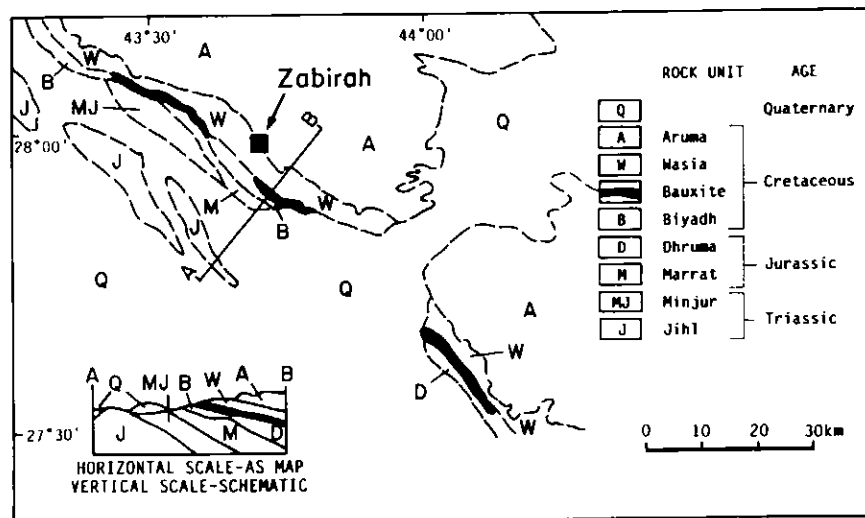 43°30' 44°00'
A
W
B
Zabirah
MJ
J
W
B
A
Q
28°00'
J
M
W
B
J
A
Q
Q
A
W
D
W
27°30'
ROCK UNIT AGE
Q Quaternary
A Aruma
W Wasia
Bauxite
Cretaceous
B Biyadh
D Dhruma
Jurassic
M Marrat
MJ Minjur
Triassic
J Jihl
0 10 20 30km
A Q MJ B W A B
J M D
HORIZONTAL SCALE-AS MAP
VERTICAL SCALE-SCHEMATIC